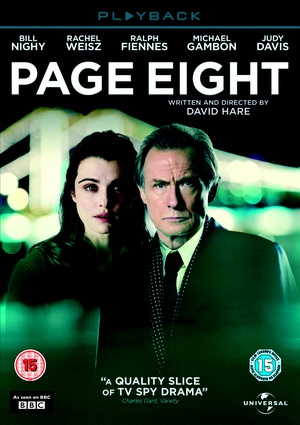 PLAYBACK
BILL NIGHY
RACHEL WEISZ
RALPH FIENNES
MICHAEL GAMBON
JUDY DAVIS
PAGE EIGHT
WRITTEN AND DIRECTED BY
DAVID HARE
15
15
"A QUALITY SLICE
OF TV SPY DRAMA"
Charles Gant, Variety
As seen on BBC
BBC
UNIVERSAL